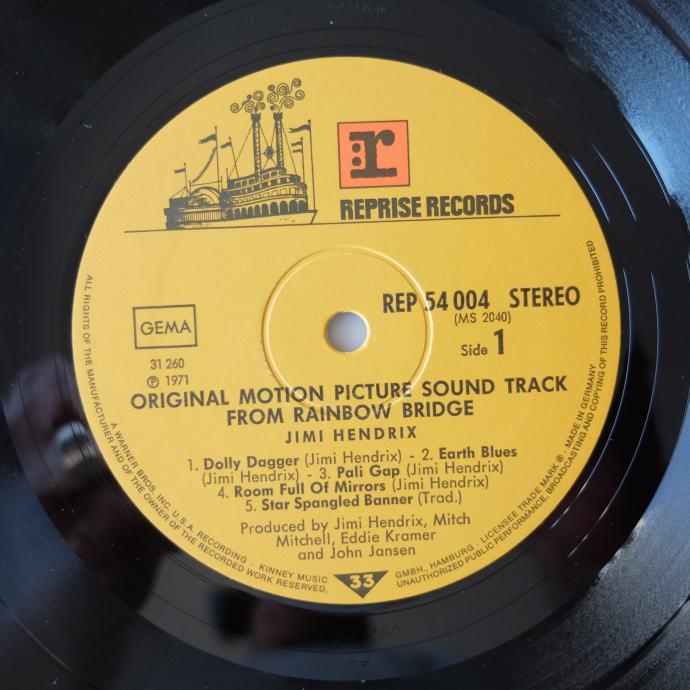 r
REPRISE RECORDS
REP 54 004 STEREO
(MS 2040)
Side 1
GEMA
31 260
Ⓟ 1971
ORIGINAL MOTION PICTURE SOUND TRACK
FROM RAINBOW BRIDGE
JIMI HENDRIX
1. Dolly Dagger (Jimi Hendrix) - 2. Earth Blues
(Jimi Hendrix) - 3. Pali Gap (Jimi Hendrix)
4. Room Full Of Mirrors (Jimi Hendrix)
5. Star Spangled Banner (Trad.)
Produced by Jimi Hendrix, Mitch
Mitchell, Eddie Kramer
and John Jansen
33
A WARNER BROS. INC. U.S.A. RECORDING - KINNEY MUSIC GMBH., HAMBURG - LICENSEE TRADE MARK ® - MADE IN GERMANY
ALL RIGHTS OF THE MANUFACTURER AND OF THE OWNER OF THE RECORDED WORK RESERVED, UNAUTHORIZED PUBLIC PERFORMANCE, BROADCASTING AND COPYING OF THIS RECORD PROHIBITED